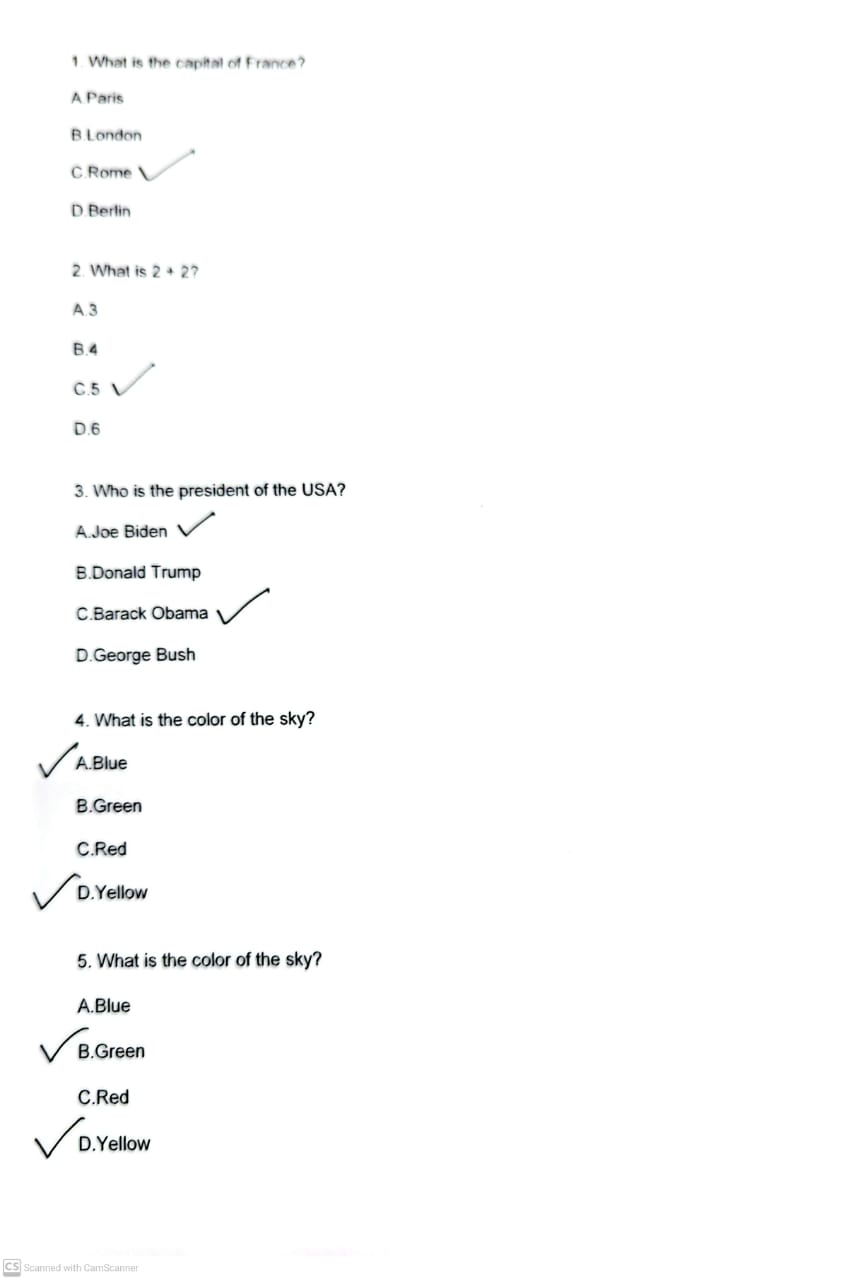 1. What is the capital of France?
A.Paris
B.London
C.Rome ✓
D.Berlin
2. What is 2 + 2?
A.3
B.4
C.5 ✓
D.6
3. Who is the president of the USA?
A.Joe Biden ✓
B.Donald Trump
C.Barack Obama ✓
D.George Bush
4. What is the color of the sky?
✓ A.Blue
B.Green
C.Red
✓ D.Yellow
5. What is the color of the sky?
A.Blue
✓ B.Green
C.Red
✓ D.Yellow
CS Scanned with CamScanner